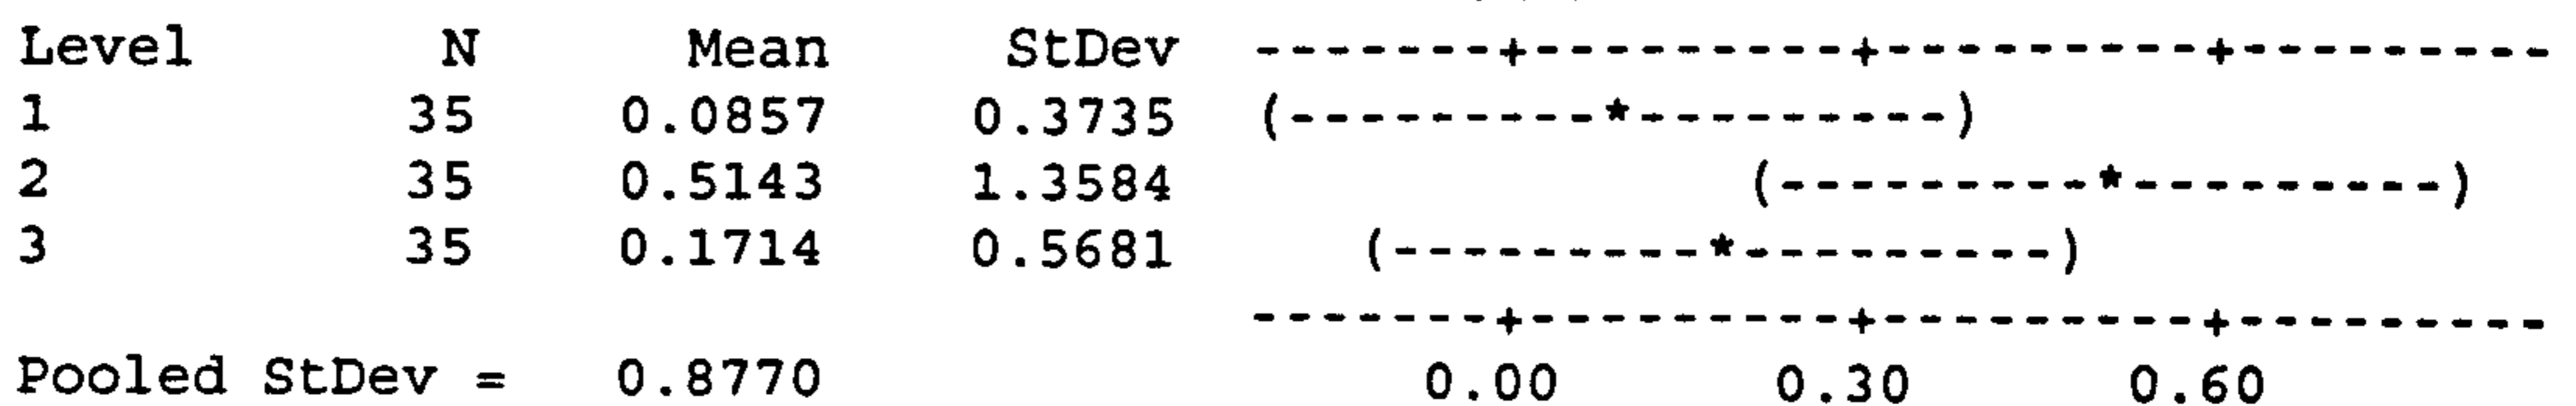 Level N Mean StDev -------+---------+---------+---------
1 35 0.0857 0.3735 (---------*---------)
2 35 0.5143 1.3584 (---------*---------)
3 35 0.1714 0.5681 (---------*---------)
-------+---------+---------+---------
Pooled StDev = 0.8770 0.00 0.30 0.60